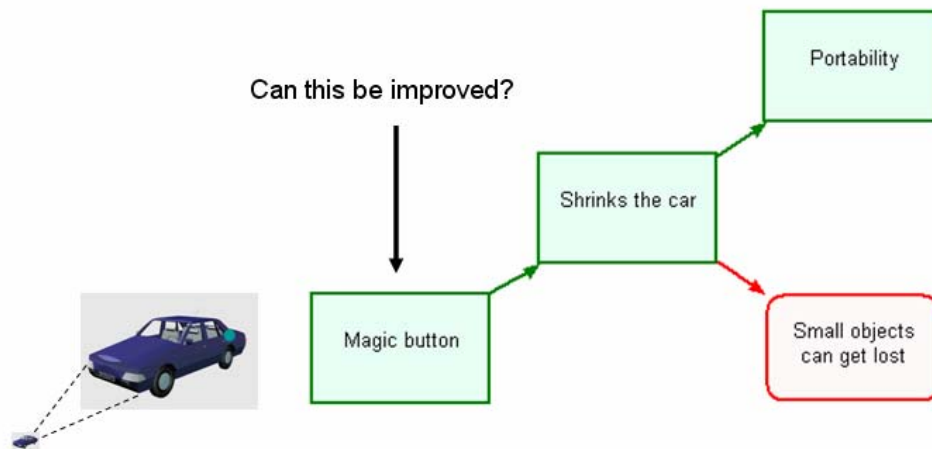 Portability
Can this be improved?
Shrinks the car
Magic button
Small objects
can get lost